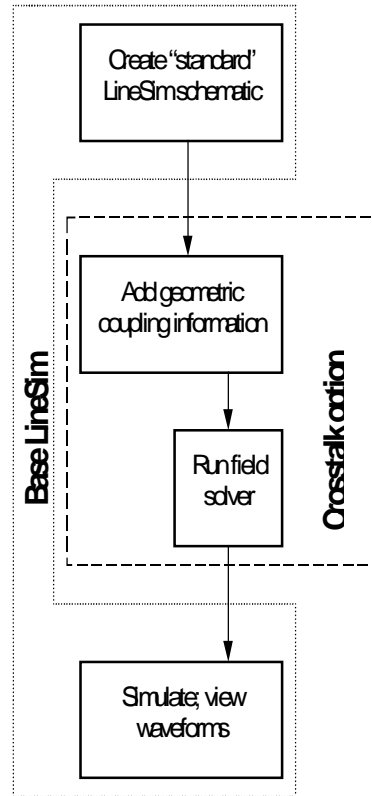 Create “standard”
LineSim schematic
Add geometric
coupling information
Base LineSim
Crosstalk option
Run field
solver
Simulate; view
waveforms